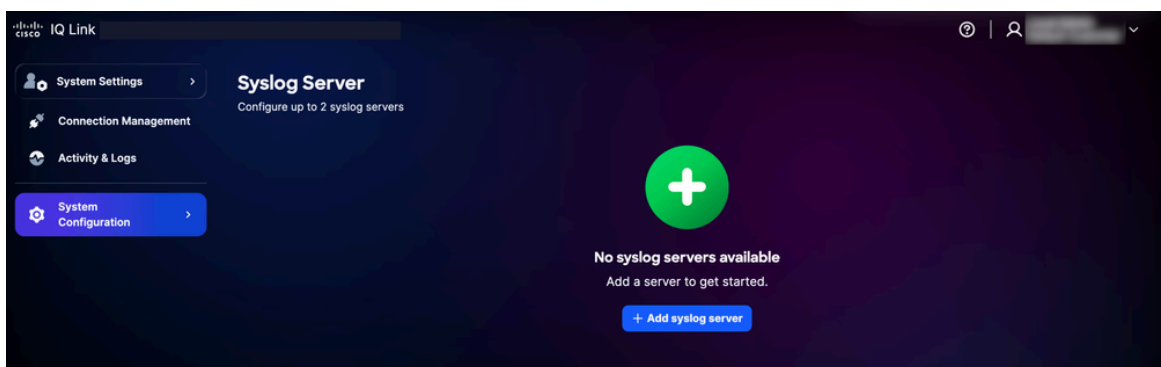 cisco IQ Link
System Settings
Connection Management
Activity & Logs
System
Configuration
Syslog Server
Configure up to 2 syslog servers
No syslog servers available
Add a server to get started.
+ Add syslog server